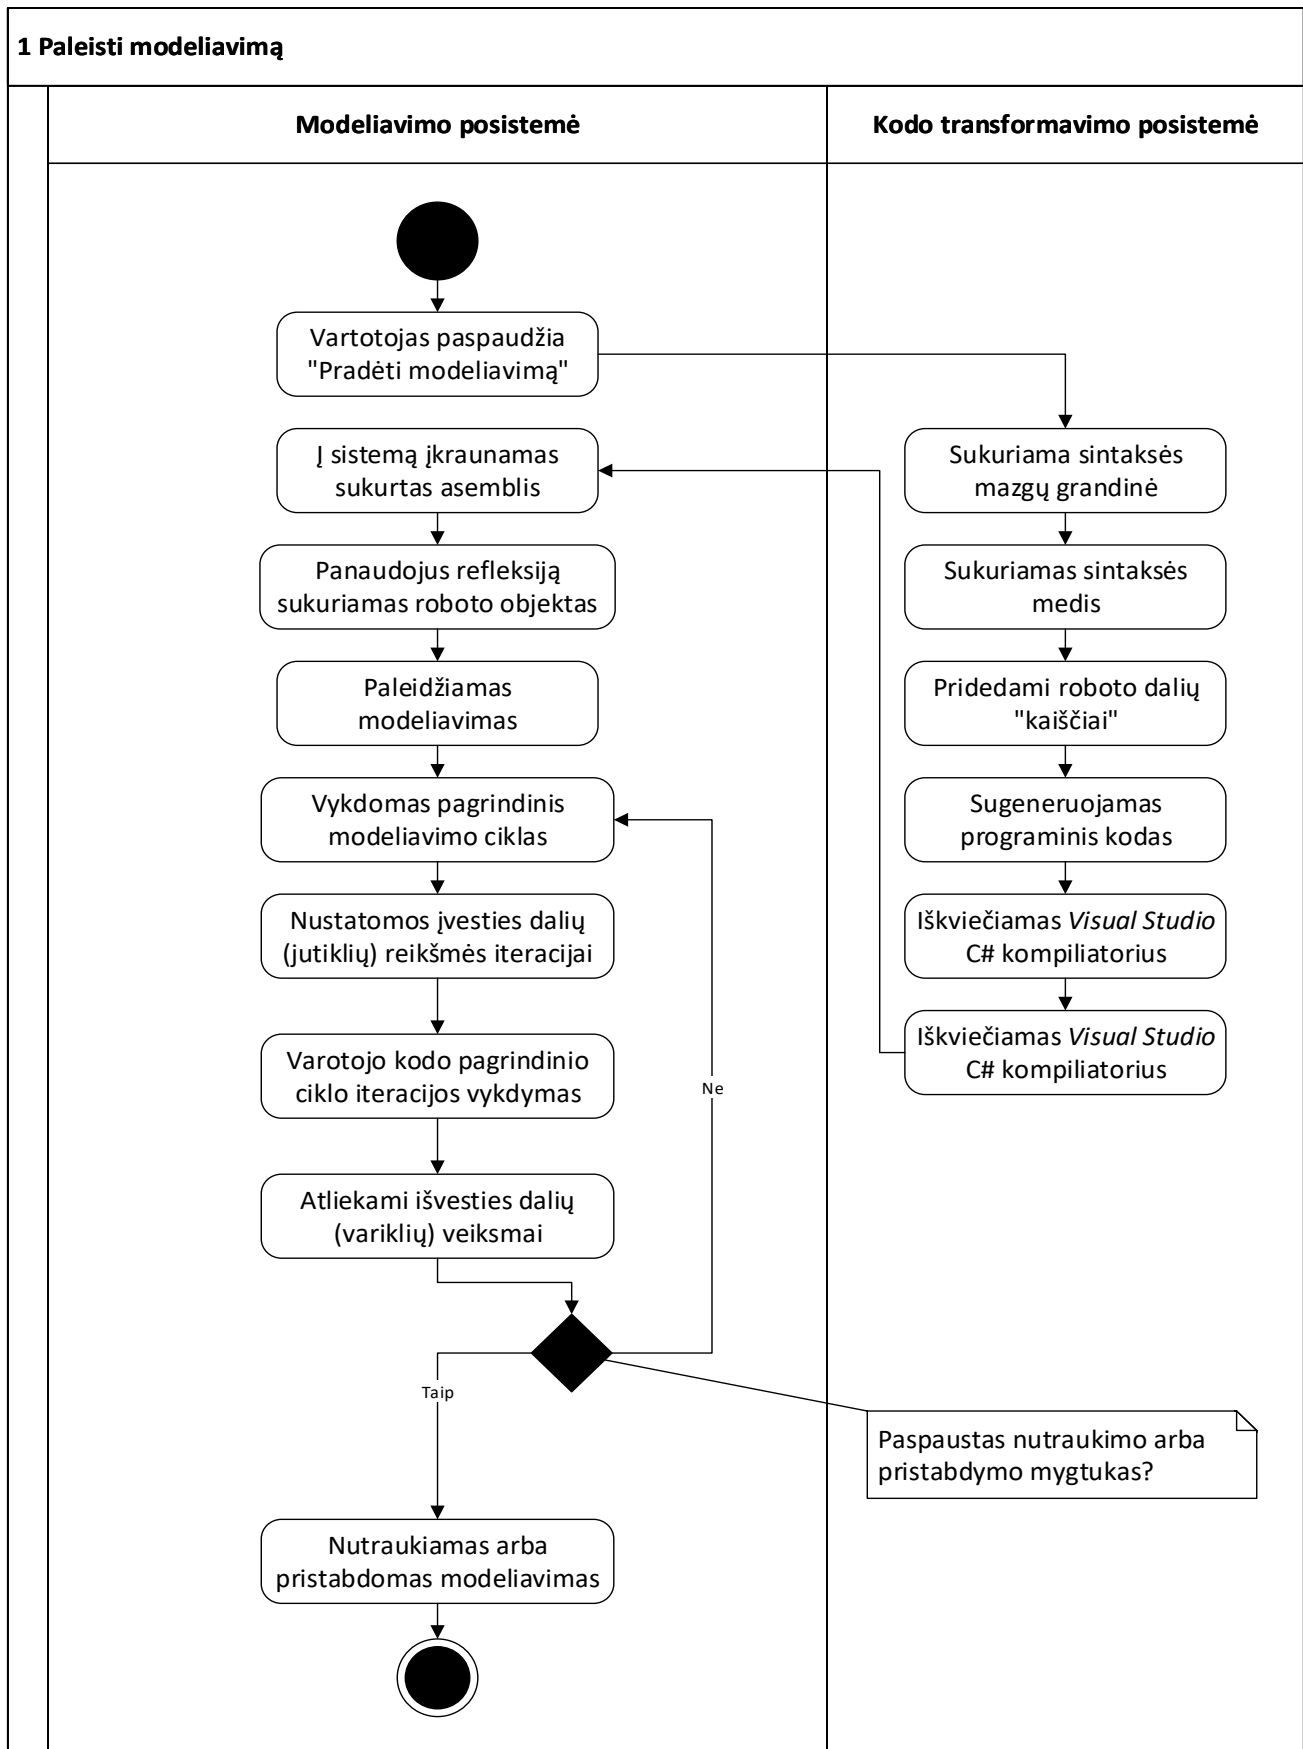 1 Paleisti modeliavimą
Modeliavimo posistemė
Kodo transformavimo posistemė
Vartotojas paspaudžia
"Pradėti modeliavimą"
Į sistemą įkraunamas
sukurtas asemblis
Panaudojus refleksiją
sukuriamas roboto objektas
Paleidžiamas
modeliavimas
Vykdomas pagrindinis
modeliavimo ciklas
Nustatomos įvesties dalių
(jutiklių) reikšmės iteracijai
Varotojo kodo pagrindinio
ciklo iteracijos vykdymas
Atliekami išvesties dalių
(variklių) veiksmai
Ne
Taip
Nutraukiamas arba
pristabdomas modeliavimas
Sukuriama sintaksės
mazgų grandinė
Sukuriamas sintaksės
medis
Pridedami roboto dalių
"kaiščiai"
Sugeneruojamas
programinis kodas
Iškviečiamas Visual Studio
C# kompiliatorius
Iškviečiamas Visual Studio
C# kompiliatorius
Paspaustas nutraukimo arba
pristabdymo mygtukas?